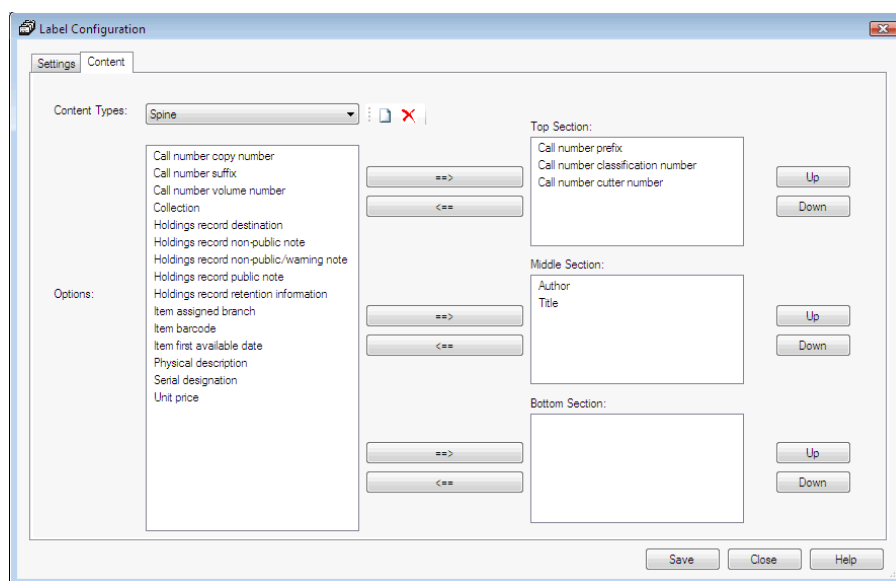 Label Configuration
Settings
Content
Content Types:
Spine
Options:
Call number copy number
Call number suffix
Call number volume number
Collection
Holdings record destination
Holdings record non-public note
Holdings record non-public/warning note
Holdings record public note
Holdings record retention information
Item assigned branch
Item barcode
Item first available date
Physical description
Serial designation
Unit price
==>
<==
Top Section:
Call number prefix
Call number classification number
Call number cutter number
Up
Down
==>
<==
Middle Section:
Author
Title
Up
Down
==>
<==
Bottom Section:
Up
Down
Save
Close
Help